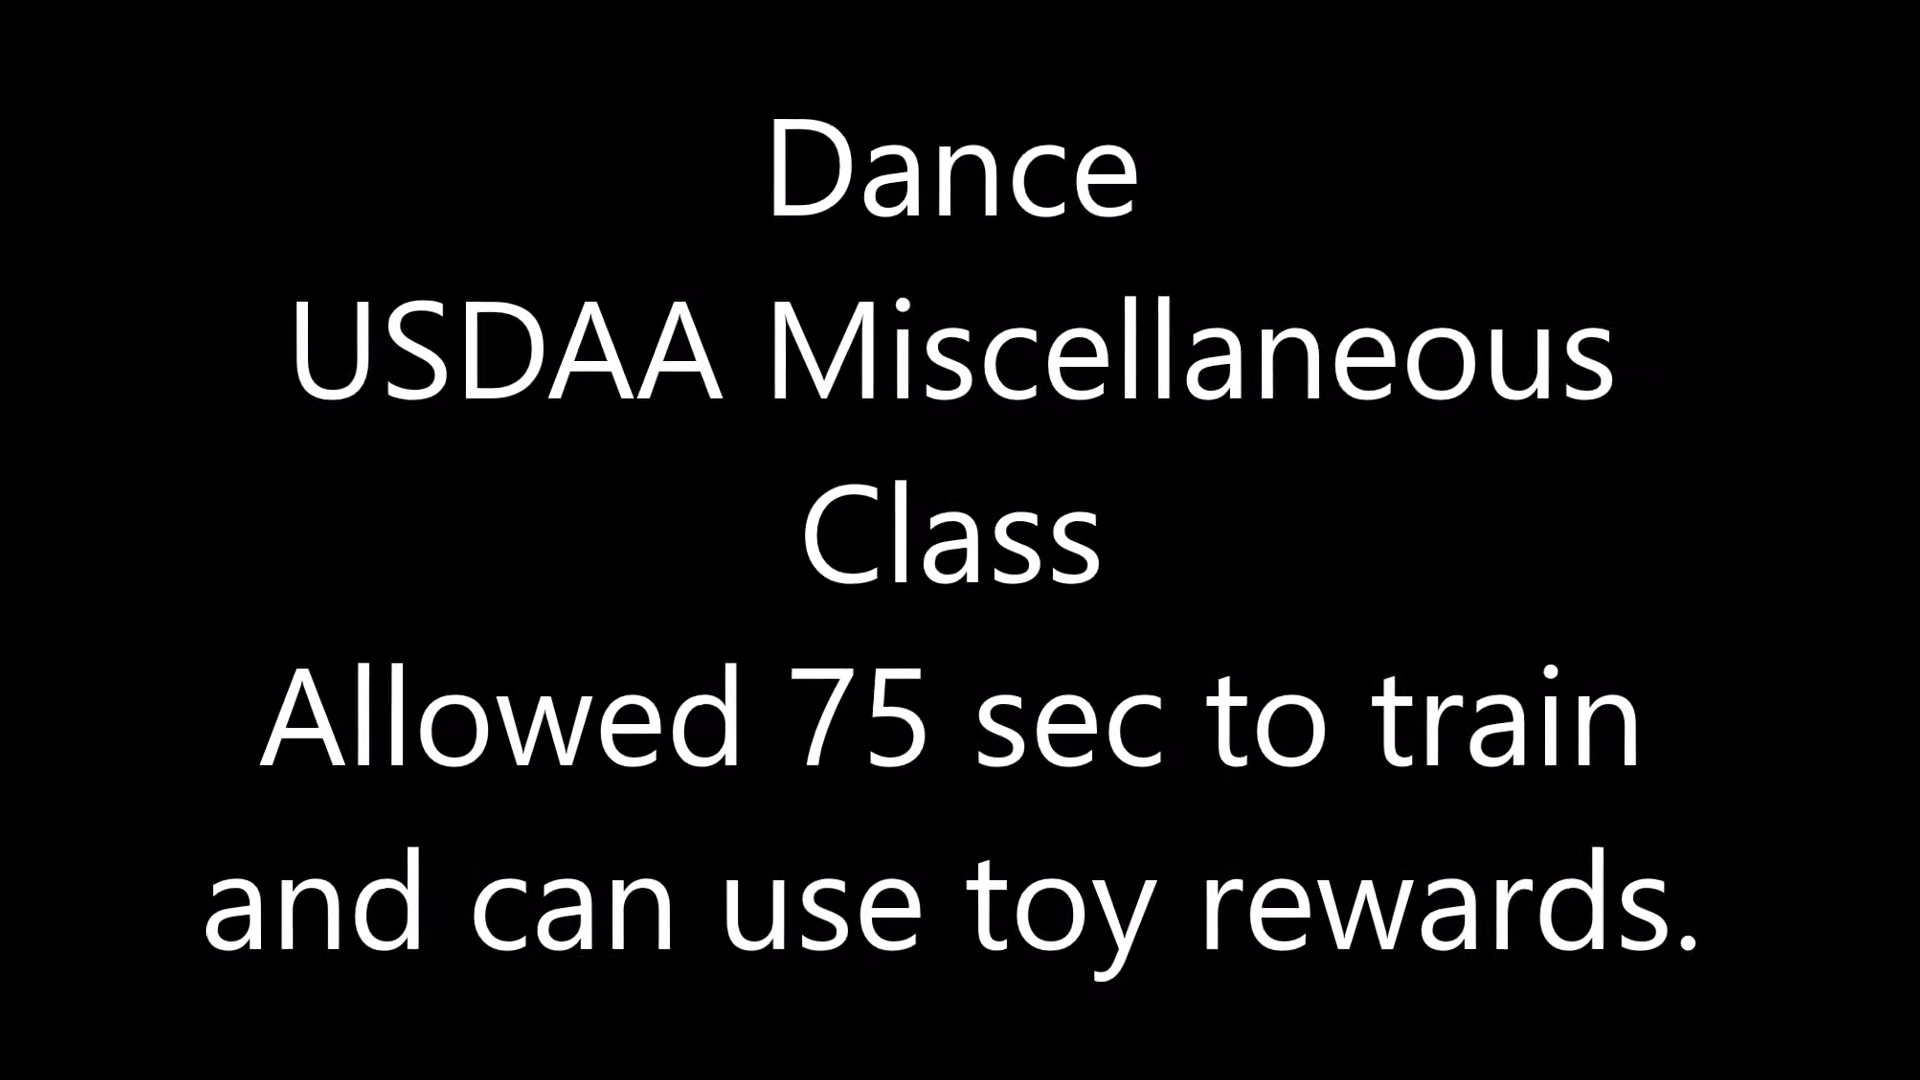 Dance
USDAA Miscellaneous
Class
Allowed 75 sec to train
and can use toy rewards.